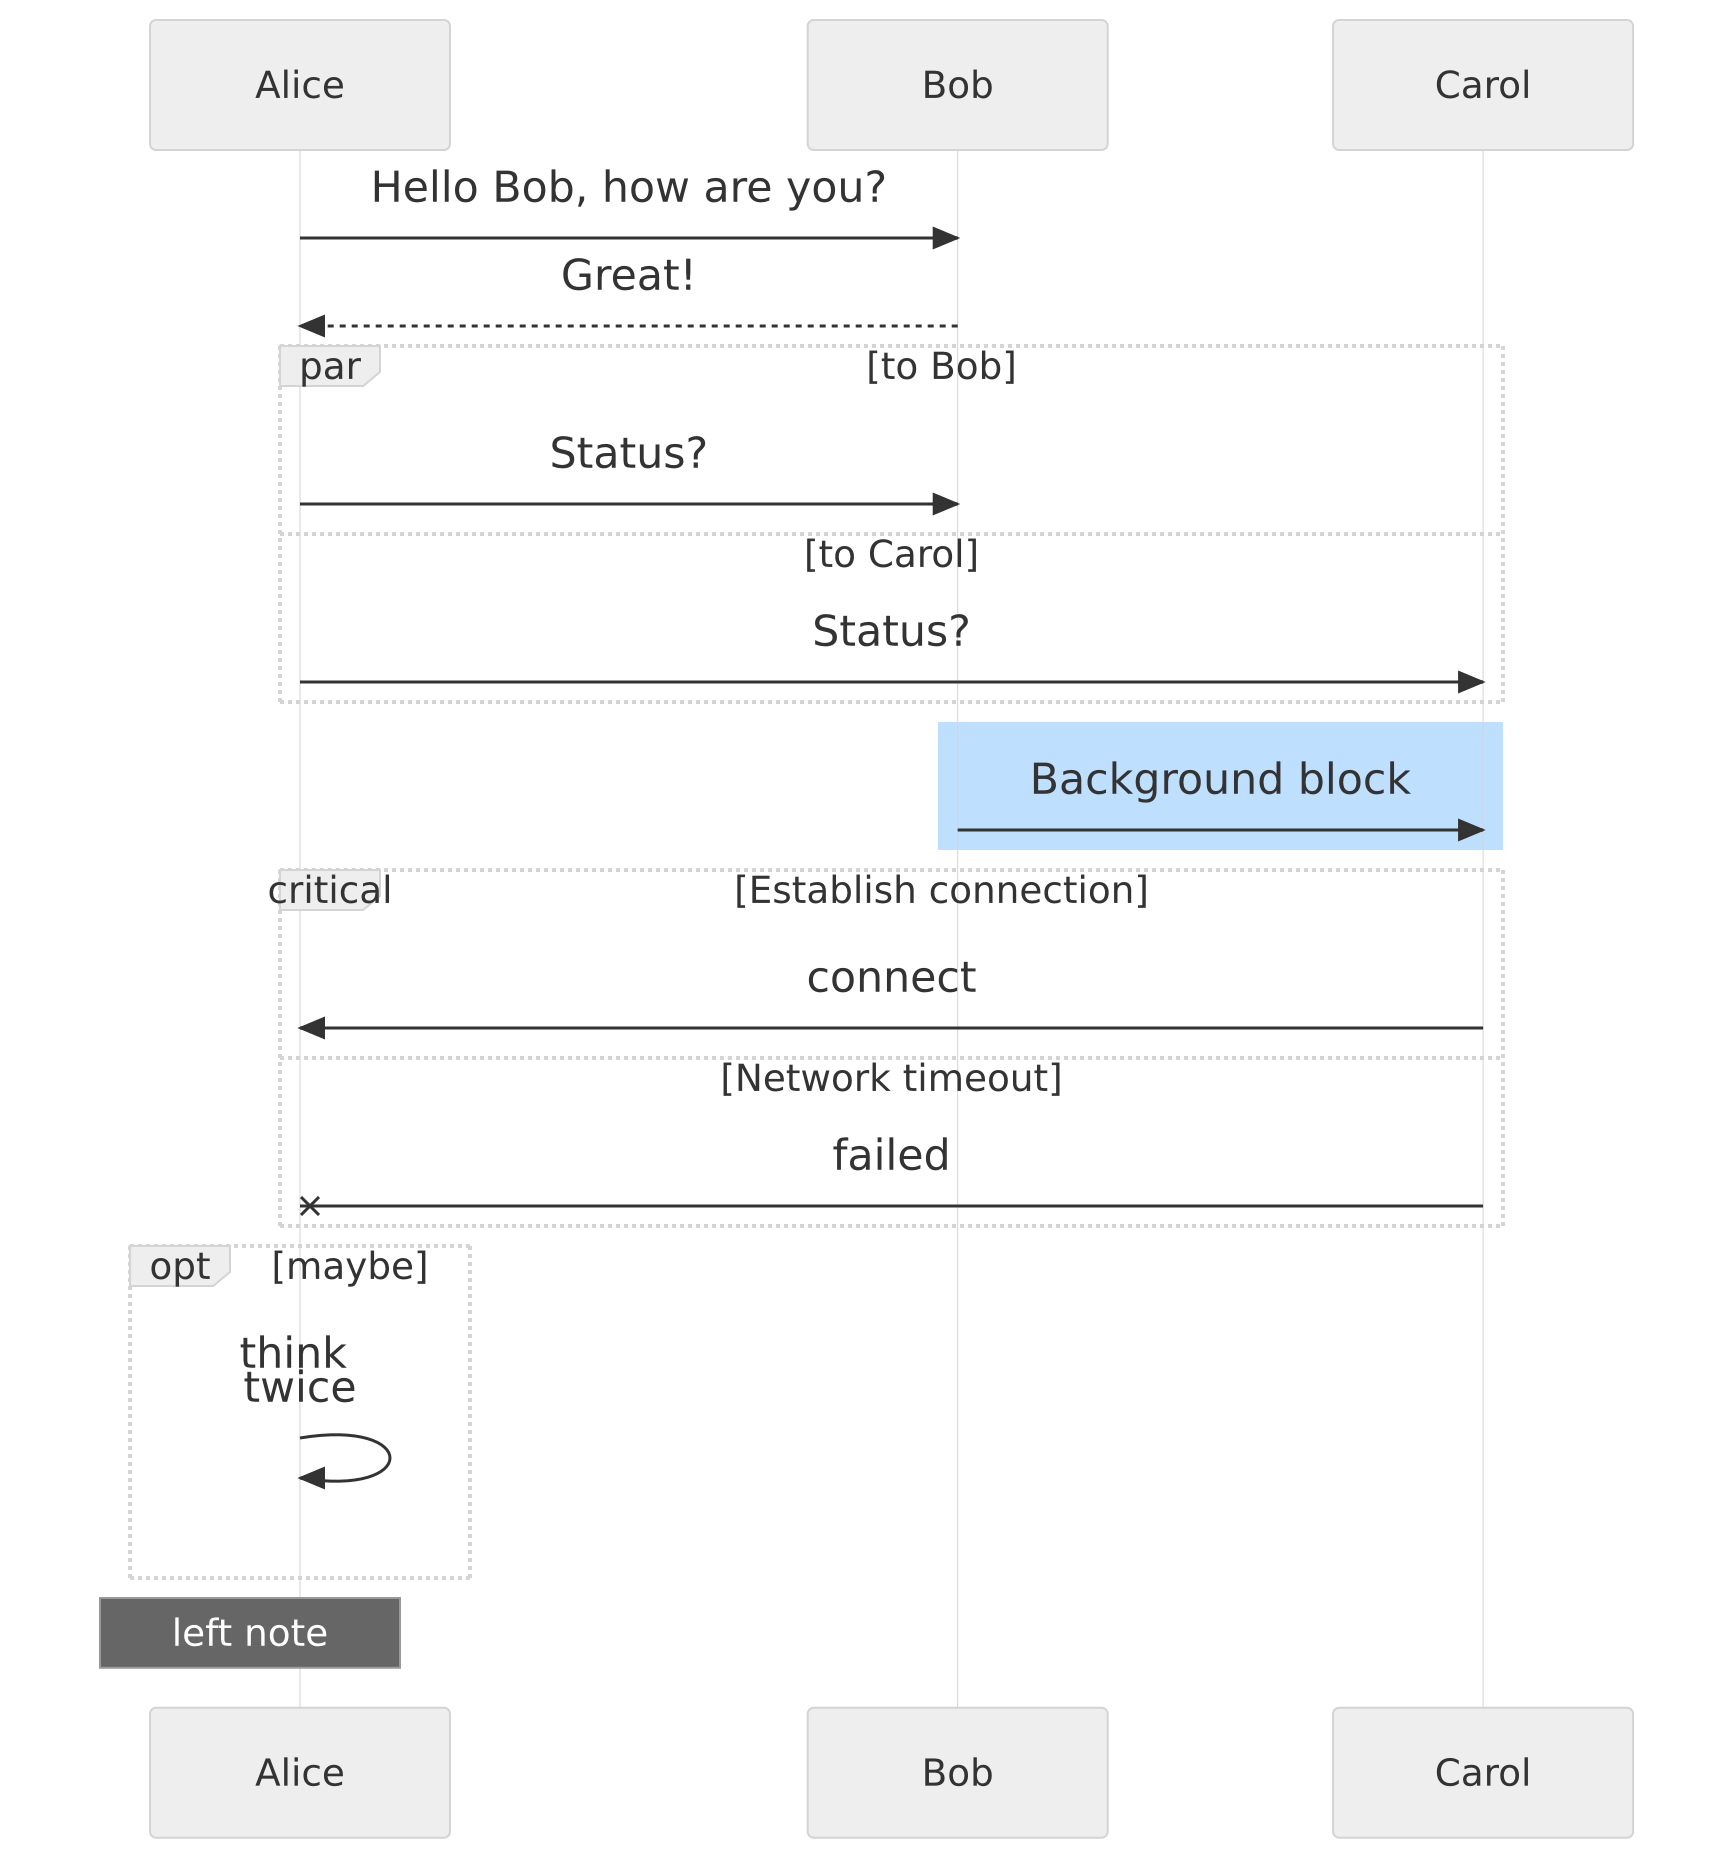 Alice
Bob
Carol
Hello Bob, how are you?
Great!
par
[to Bob]
Status?
[to Carol]
Status?
Background block
critical
[Establish connection]
connect
[Network timeout]
failed
opt
[maybe]
think
twice
left note
Alice
Bob
Carol